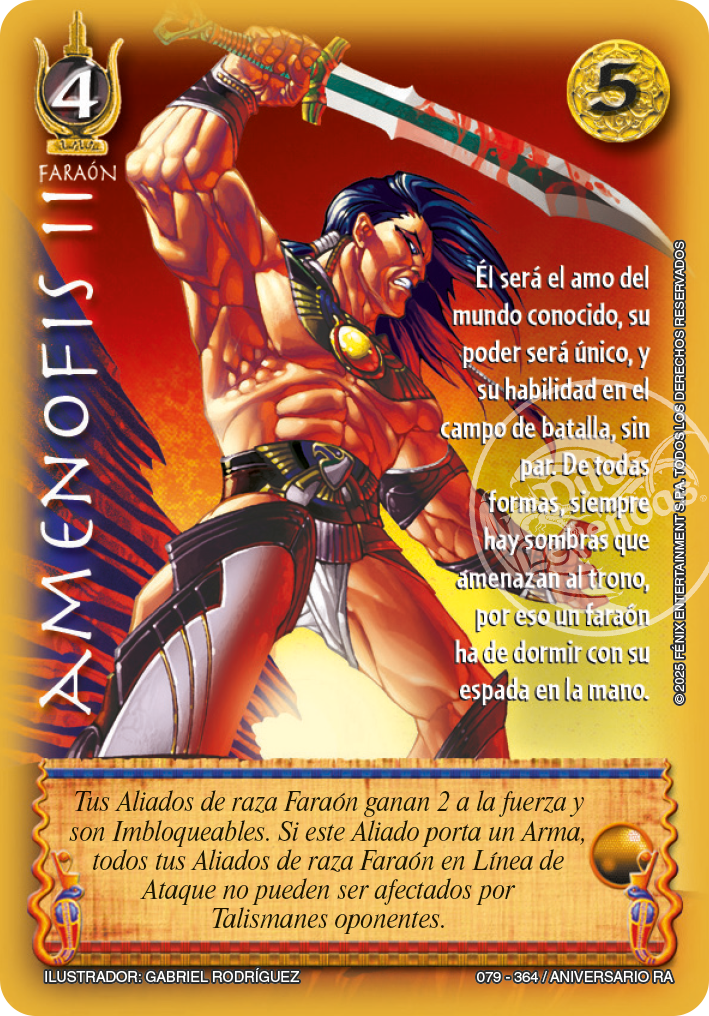 4
5
FARAÓN
AMENOFIS II
Él será el amo del
mundo conocido, su
poder será único, y
su habilidad en el
campo de batalla, sin
par. De todas
formas, siempre
hay sombras que
amenazan al trono,
por eso un faraón
ha de dormir con su
espada en la mano.
© 2025 FÉNIX ENTERTAINMENT S.P.A. TODOS LOS DERECHOS RESERVADOS
Tus Aliados de raza Faraón ganan 2 a la fuerza y
son Imbloqueables. Si este Aliado porta un Arma,
todos tus Aliados de raza Faraón en Línea de
Ataque no pueden ser afectados por
Talismanes oponentes.
ILUSTRADOR: GABRIEL RODRÍGUEZ
079 - 364 / ANIVERSARIO RA